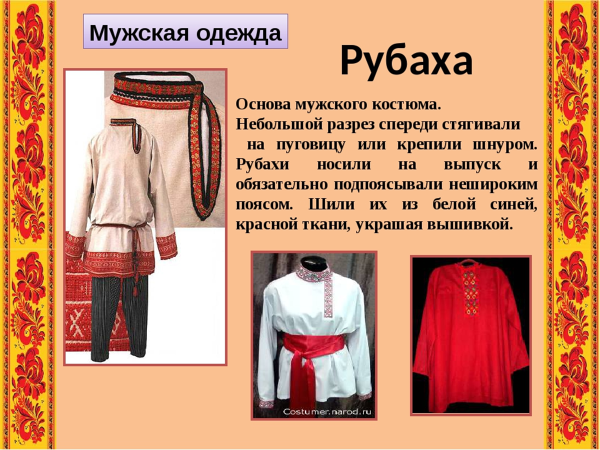 Мужская одежда
Рубаха
Основа мужского костюма.
Небольшой разрез спереди стягивали
на пуговицу или крепили шнуром.
Рубахи носили на выпуск и
обязательно подпоясывали нешироким
поясом. Шили их из белой синей,
красной ткани, украшая вышивкой.
Costumer.narod.ru